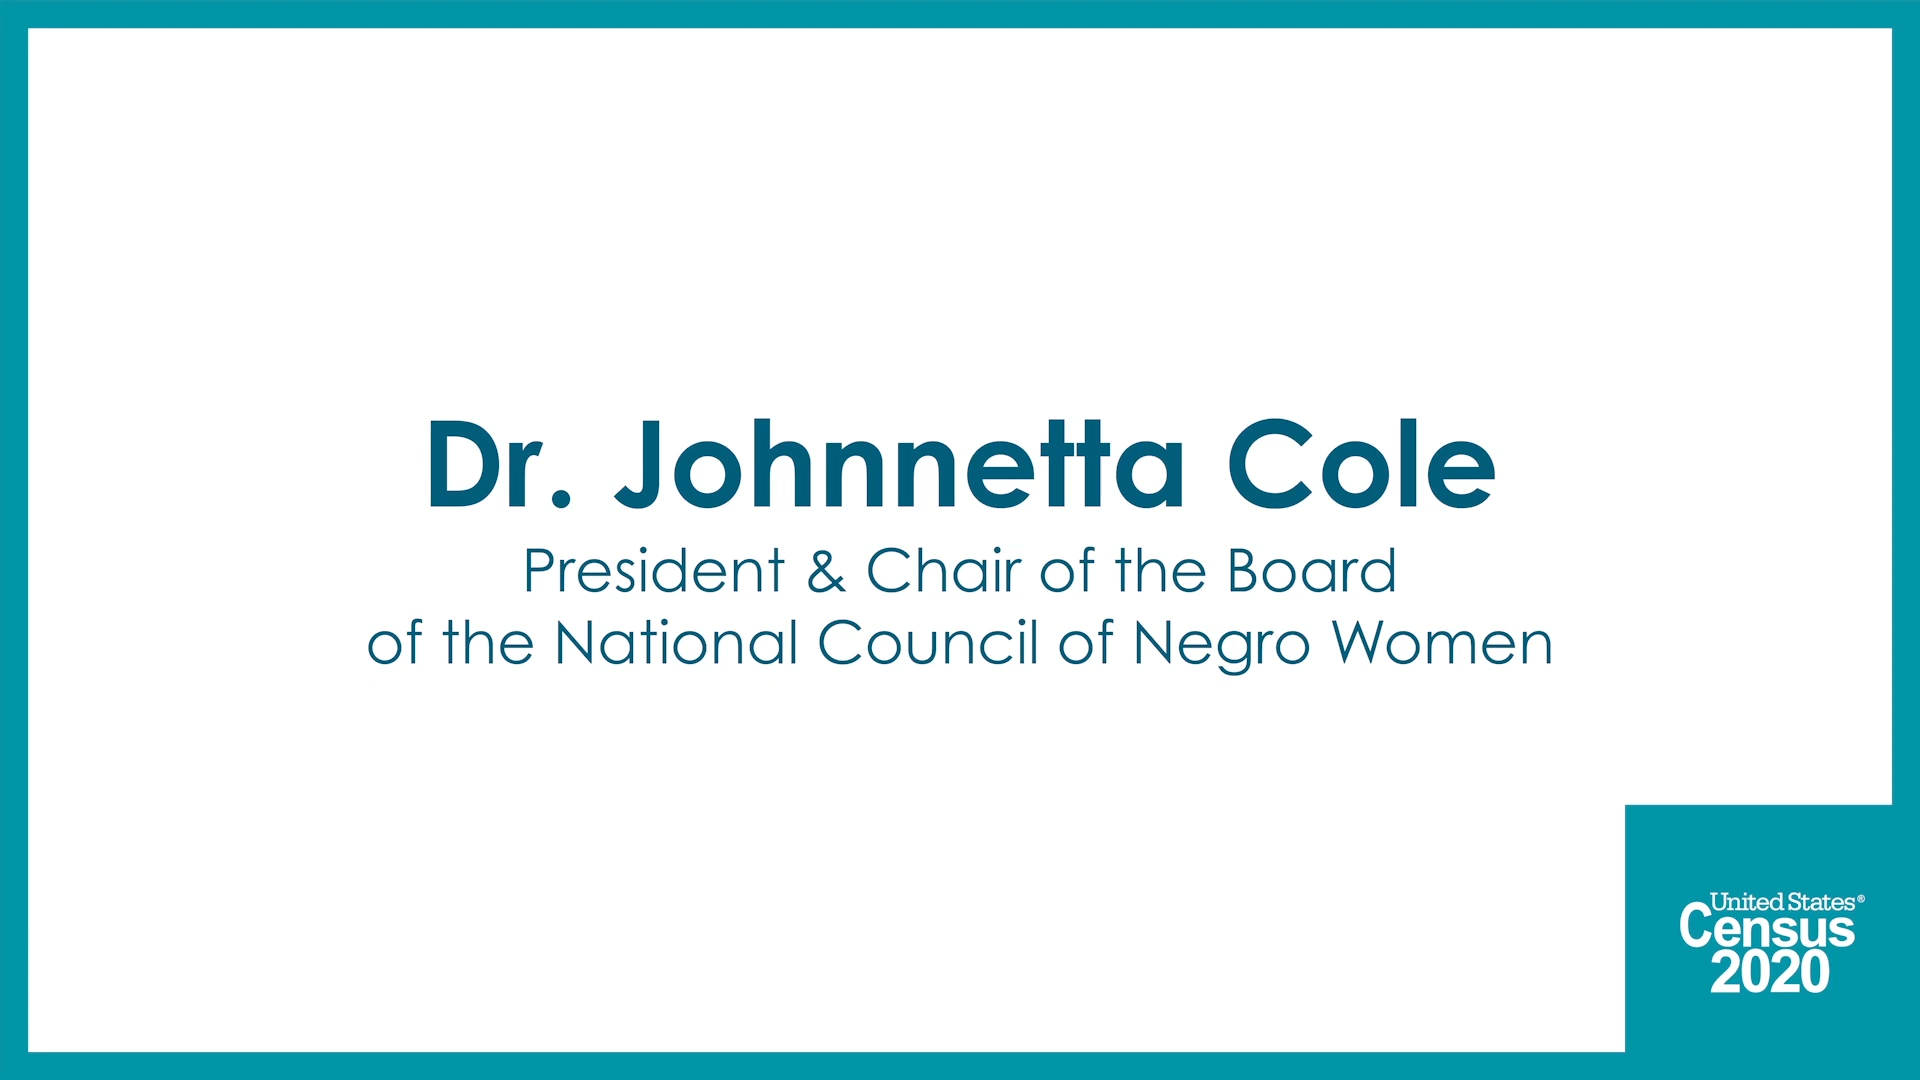 Dr. Johnnetta Cole
President & Chair of the Board
of the National Council of Negro Women
United States®
Census
2020